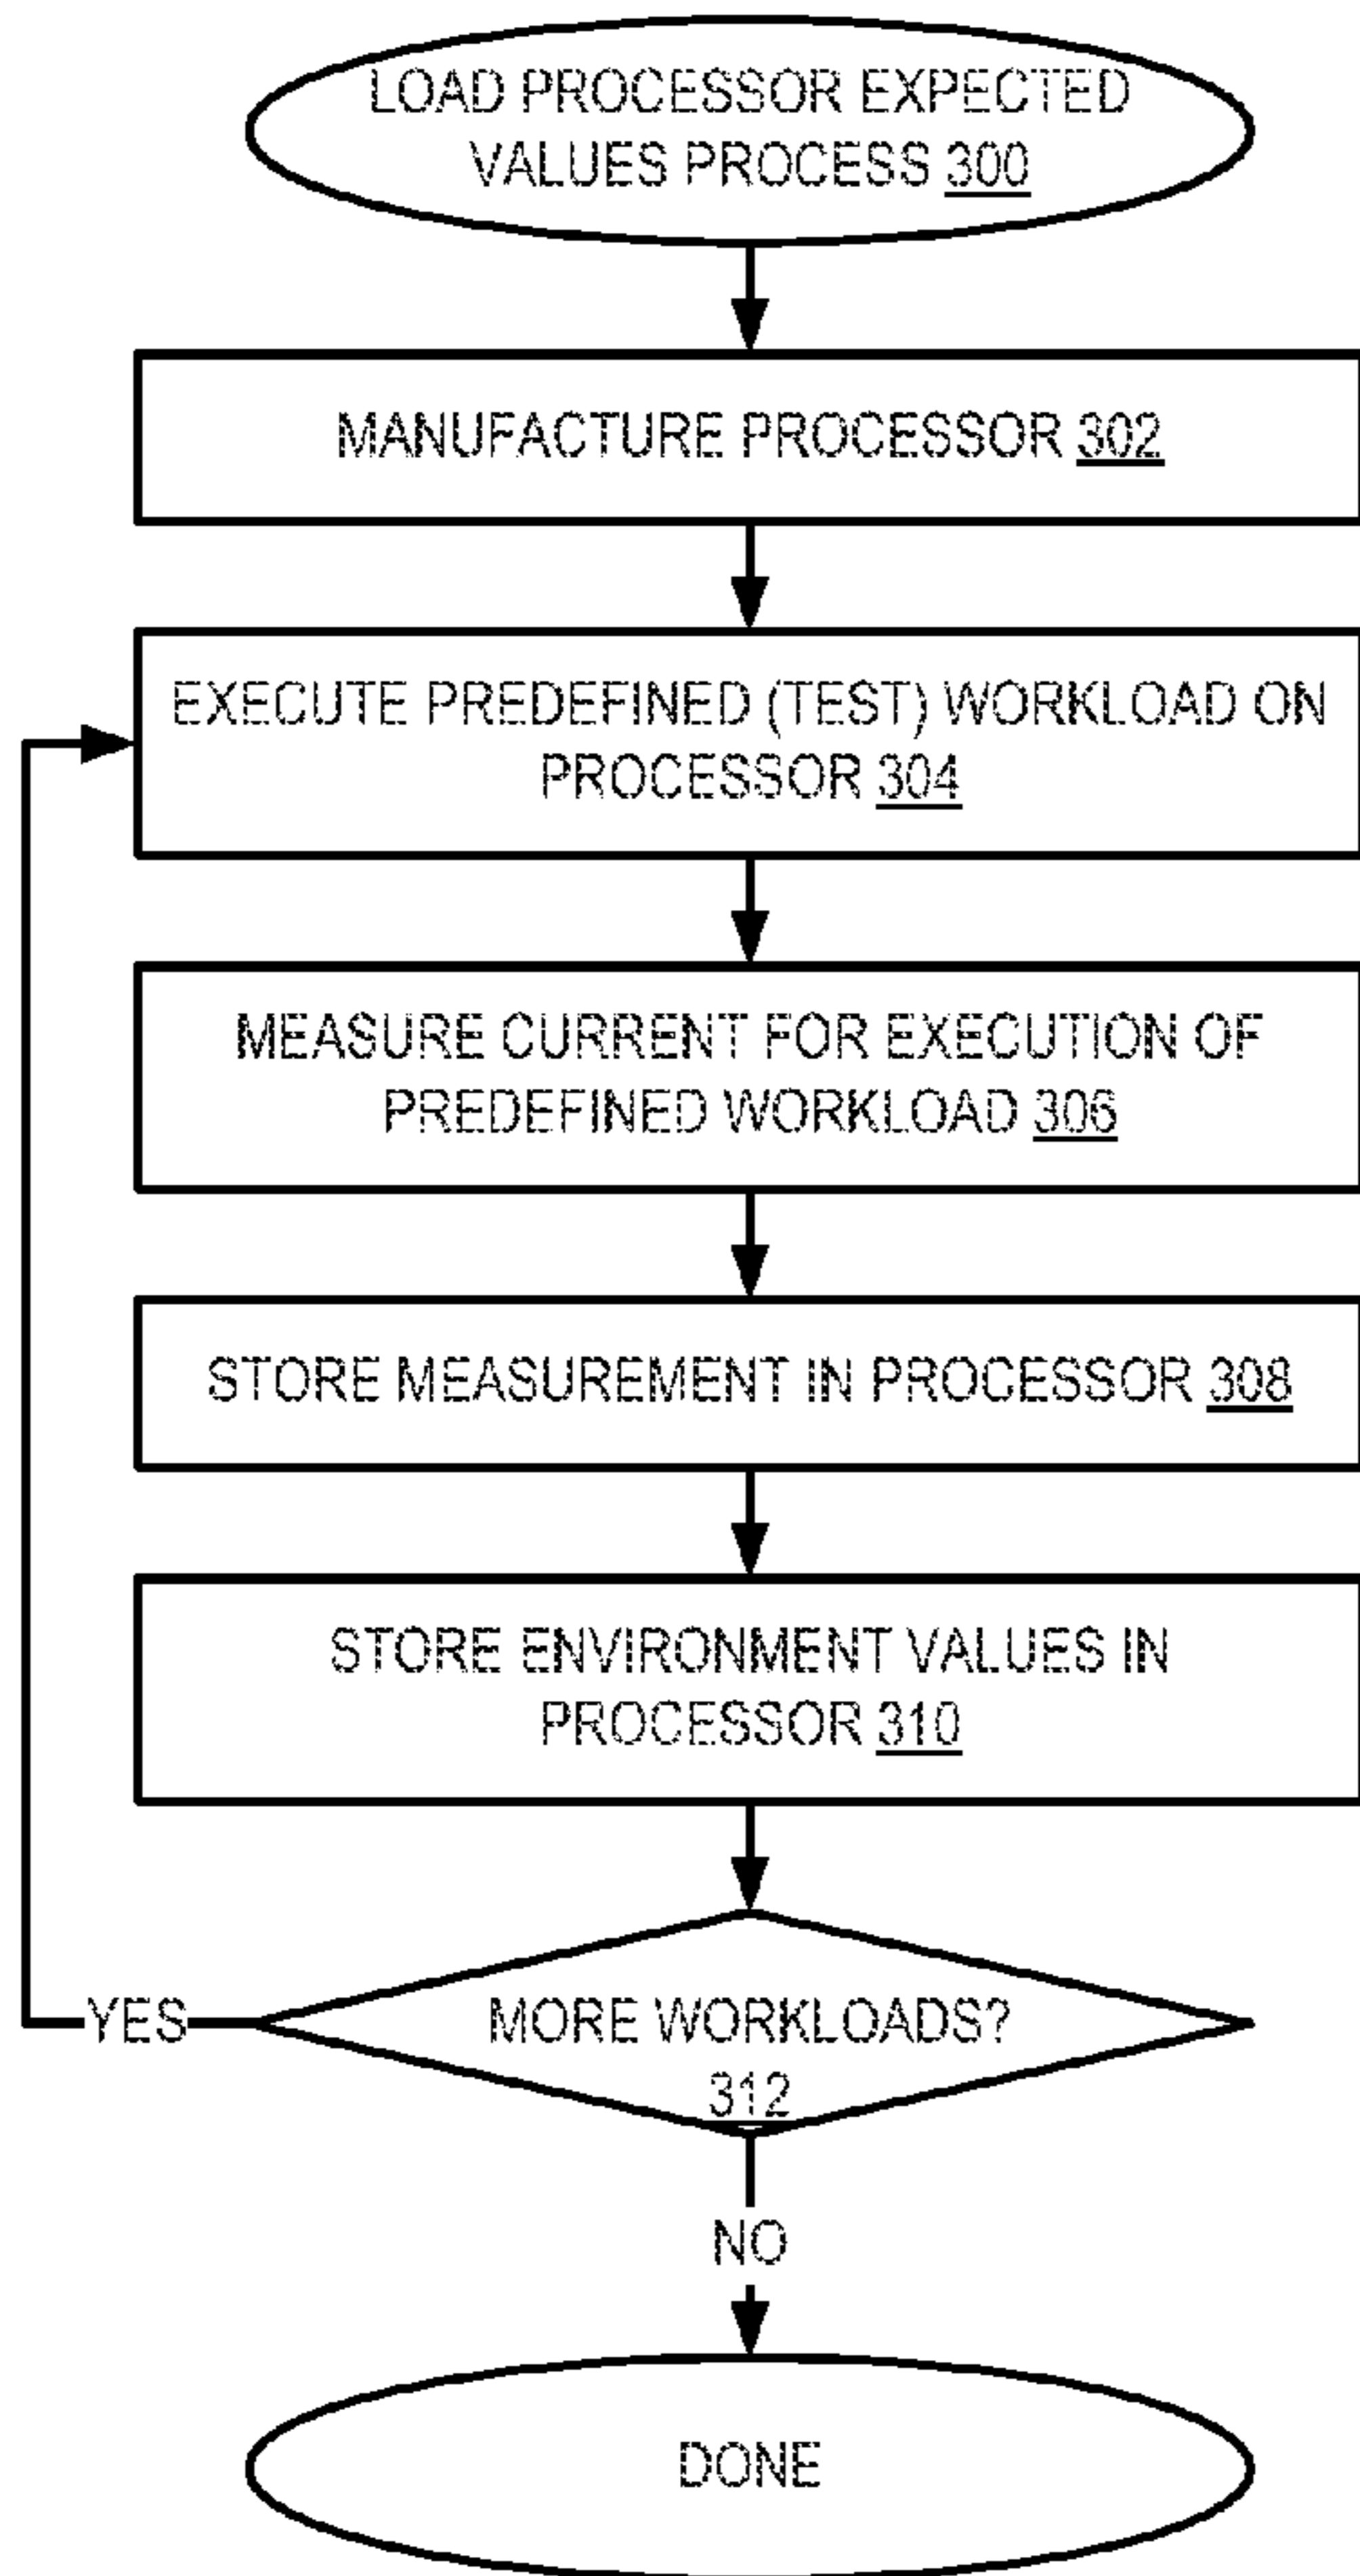 LOAD PROCESSOR EXPECTED
VALUES PROCESS 300
MANUFACTURE PROCESSOR 302
EXECUTE PREDEFINED (TEST) WORKLOAD ON
PROCESSOR 304
MEASURE CURRENT FOR EXECUTION OF
PREDEFINED WORKLOAD 306
STORE MEASUREMENT IN PROCESSOR 308
STORE ENVIRONMENT VALUES IN
PROCESSOR 310
YES
MORE WORKLOADS?
312
NO
DONE